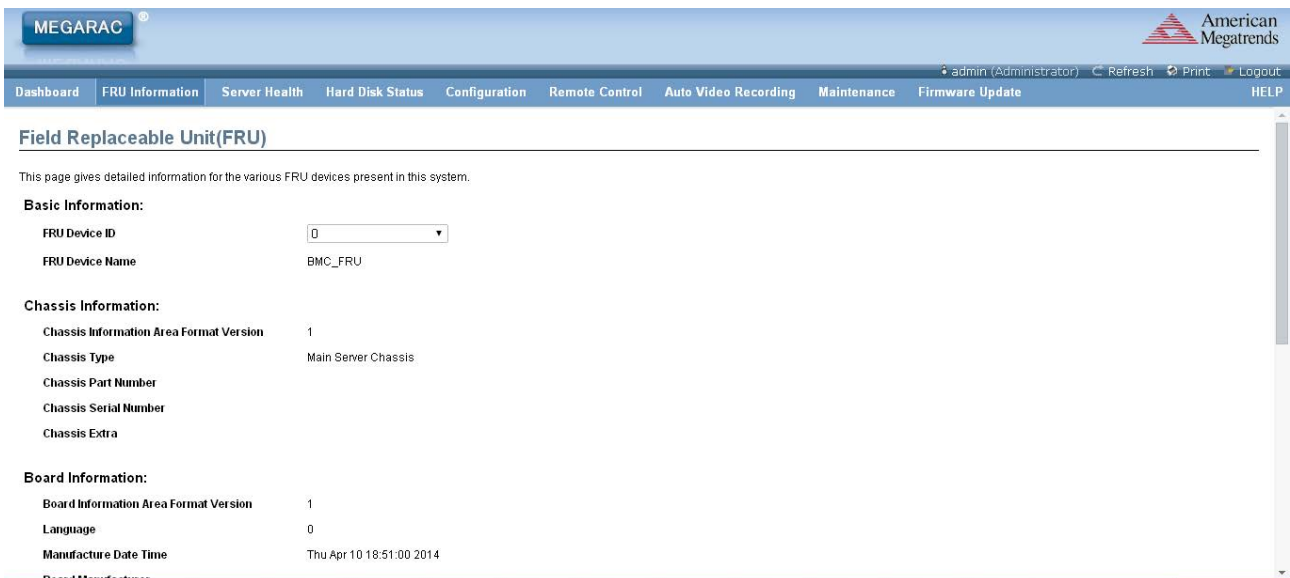 MEGARAC ®
American
Megatrends
admin (Administrator) Refresh Print Logout
Dashboard FRU Information Server Health Hard Disk Status Configuration Remote Control Auto Video Recording Maintenance Firmware Update HELP
Field Replaceable Unit(FRU)
This page gives detailed information for the various FRU devices present in this system.
Basic Information:
FRU Device ID 0
FRU Device Name BMC_FRU
Chassis Information:
Chassis Information Area Format Version 1
Chassis Type Main Server Chassis
Chassis Part Number
Chassis Serial Number
Chassis Extra
Board Information:
Board Information Area Format Version 1
Language 0
Manufacture Date Time Thu Apr 10 18:51:00 2014
Board Manufacturer